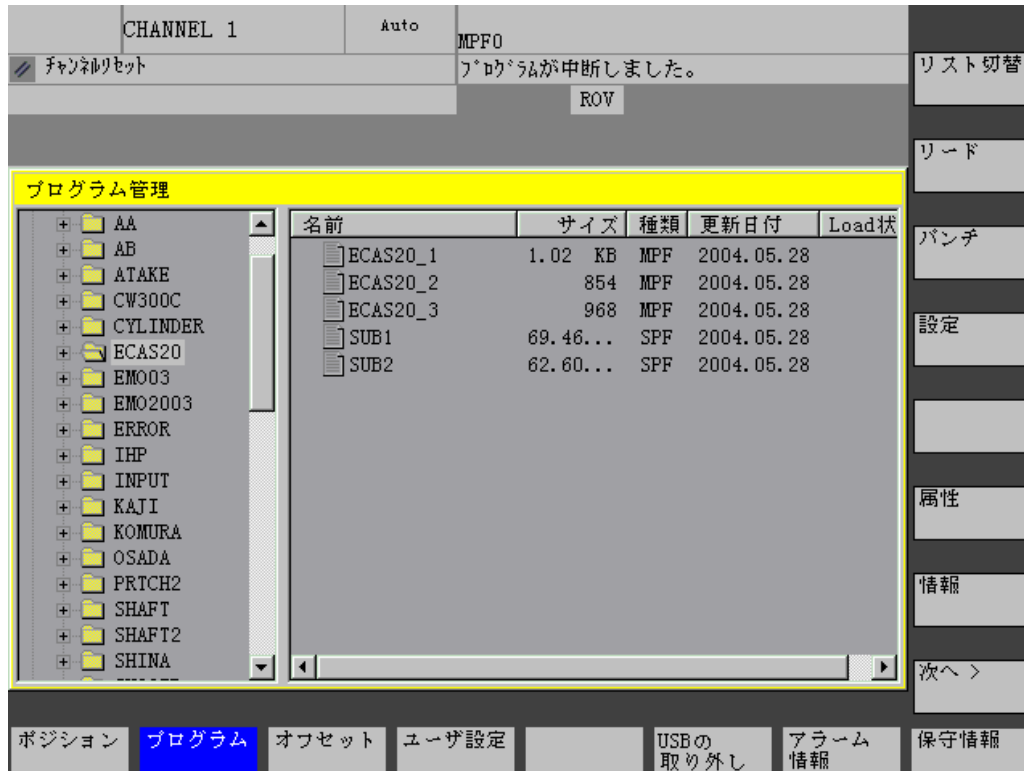 CHANNEL 1
Auto
MPF0
ﾁｬﾝﾈﾙﾘｾｯﾄ
ﾌﾟﾛｸﾞﾗﾑが中断しました。
ROV
プログラム管理
AA
AB
ATAKE
CW300C
CYLINDER
ECAS20
EMO03
EMO2003
ERROR
IHP
INPUT
KAJI
KOMURA
OSADA
PRTCH2
SHAFT
SHAFT2
SHINA
名前 サイズ 種類 更新日付 Load状
ECAS20_1 1.02 KB MPF 2004.05.28
ECAS20_2 854 MPF 2004.05.28
ECAS20_3 968 MPF 2004.05.28
SUB1 69.46... SPF 2004.05.28
SUB2 62.60... SPF 2004.05.28
リスト切替
リード
パンチ
設定
属性
情報
次へ >
ポジション
プログラム
オフセット
ユーザ設定
USBの
取り外し
アラーム
情報
保守情報